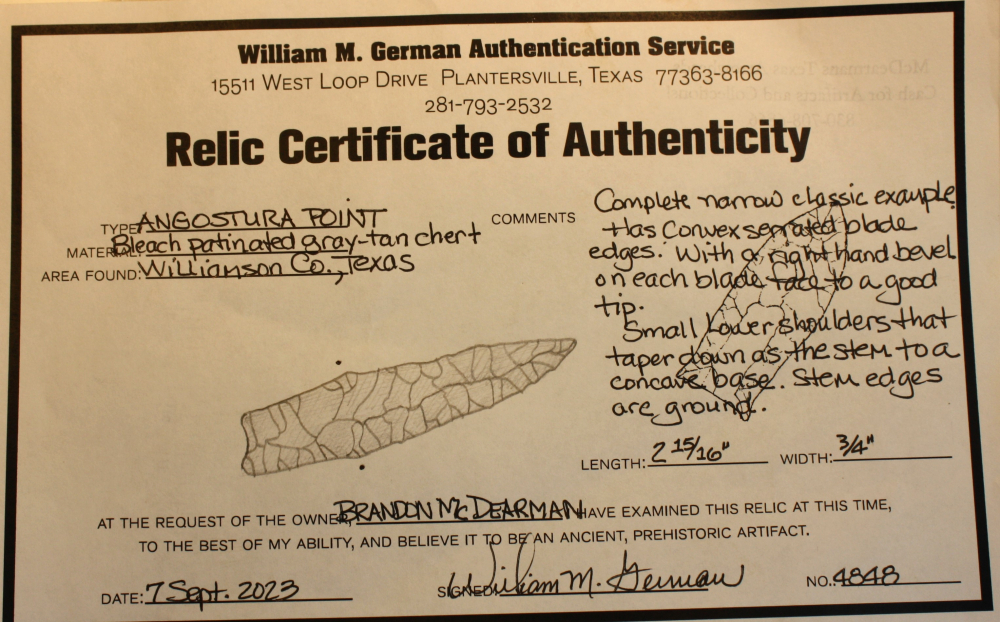 William M. German Authentication Service
15511 WEST LOOP DRIVE PLANTERSVILLE, TEXAS 77363-8166
281-793-2532
Relic Certificate of Authenticity
TYPE: ANGOSTURA POINT
MATERIAL: Bleach patinated gray-tan chert
AREA FOUND: Williamson Co., Texas
COMMENTS
Complete narrow classic example.
Has Convex serrated blade
edges. With a right hand bevel
on each blade face to a good
tip.
Small Lower shoulders that
taper down as the stem to a
concave base. Stem edges
are ground.
LENGTH: 2 15/16" WIDTH: 3/4"
AT THE REQUEST OF THE OWNER, BRANDON McDEARMAN HAVE EXAMINED THIS RELIC AT THIS TIME,
TO THE BEST OF MY ABILITY, AND BELIEVE IT TO BE AN ANCIENT, PREHISTORIC ARTIFACT.
DATE: 7 Sept. 2023 SIGNED: William M. German NO. 4848